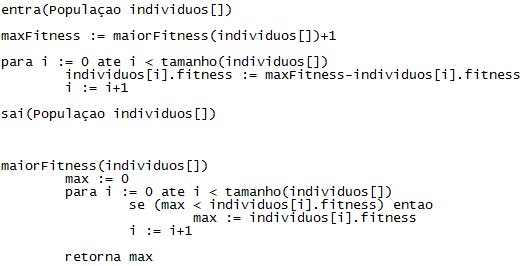 entra(Populaçao individuos[])
maxFitness := maiorFitness(individuos[])+1
para i := 0 ate i < tamanho(individuos[])
individuos[i].fitness := maxFitness-individuos[i].fitness
i := i+1
sai(Populaçao individuos[])
maiorFitness(individuos[])
max := 0
para i := 0 ate i < tamanho(individuos[])
se (max < individuos[i].fitness) entao
max := individuos[i].fitness
i := i+1
retorna max